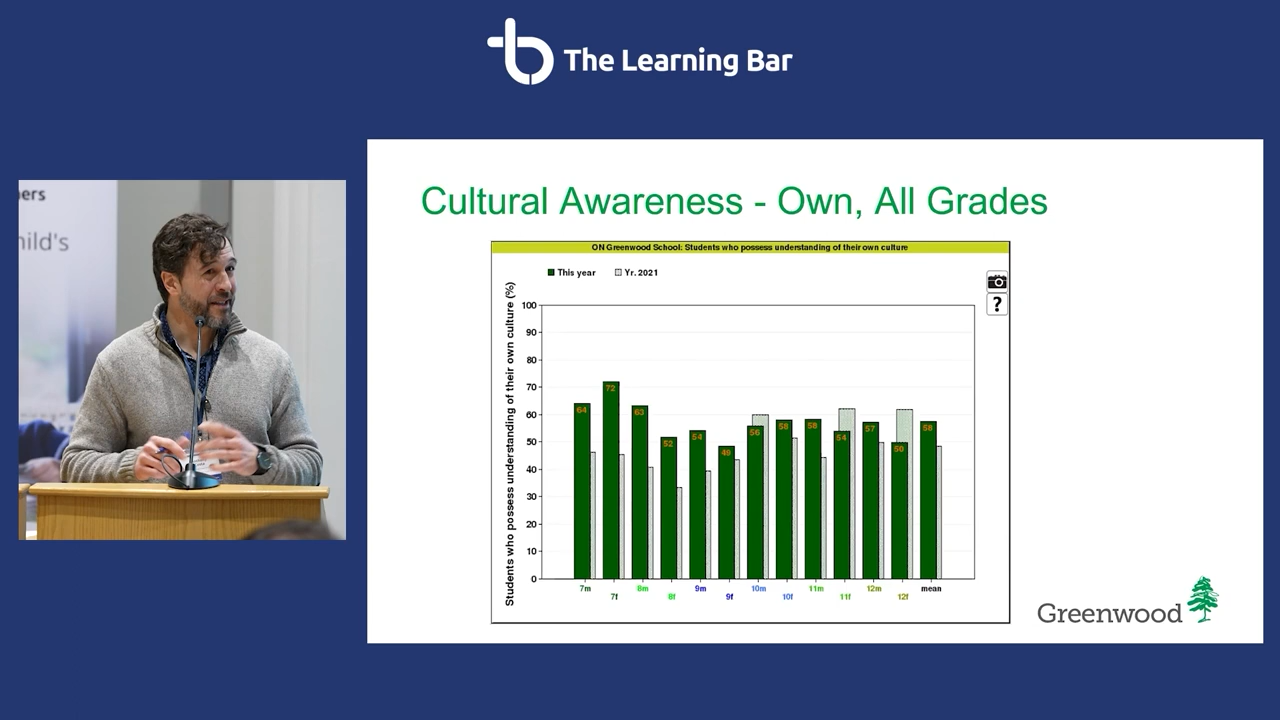 The Learning Bar
ers
hild's
Cultural Awareness - Own, All Grades
ON Greenwood School: Students who possess understanding of their own culture
This year
Yr. 2021
?
Students who possess understanding of their own culture (%)
100
90
80
70
60
50
40
30
20
10
0
64
72
63
52
54
49
56
58
58
54
57
50
58
7m
7f
8m
8f
9m
9f
10m
10f
11m
11f
12m
12f
mean
Greenwood